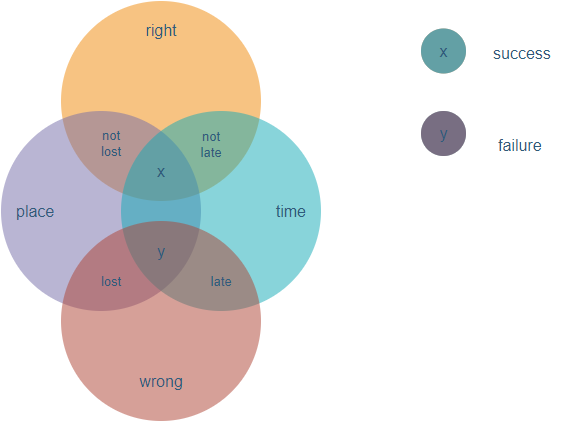 right
not
lost
not
late
x
place
time
y
lost
late
wrong
x
success
y
failure